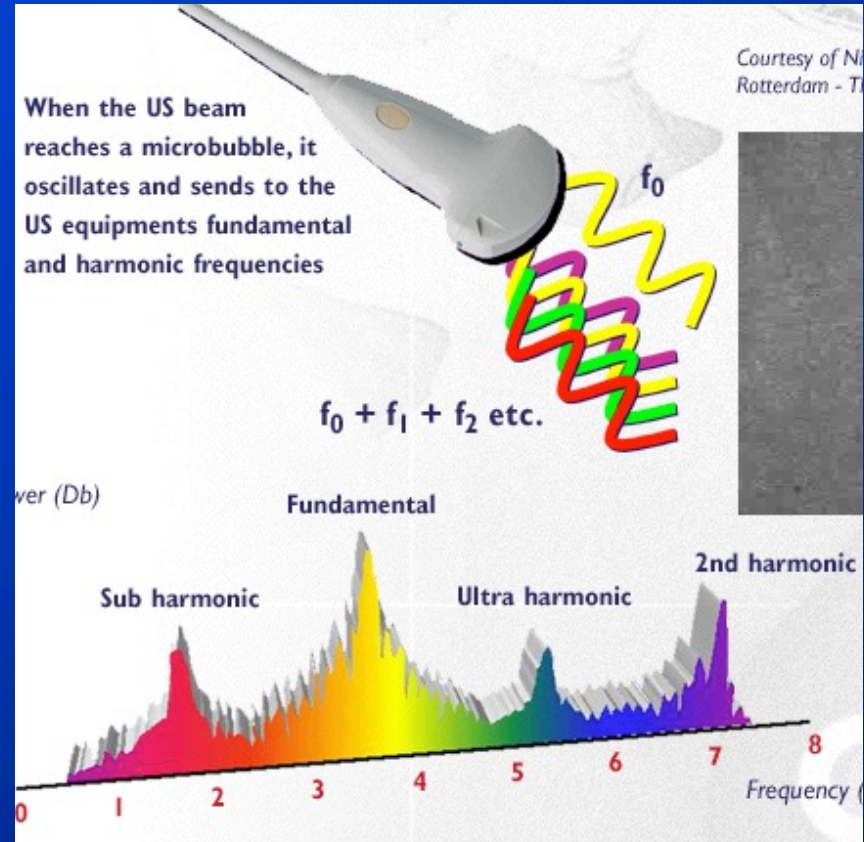 When the US beam
reaches a microbubble, it
oscillates and sends to the
US equipments fundamental
and harmonic frequencies
Courtesy of
Rotterdam -
f₀
f₀ + f₁ + f₂ etc.
(Db)
Fundamental
Sub harmonic
Ultra harmonic
2nd harmonic
0 1 2 3 4 5 6 7 8
Frequency (